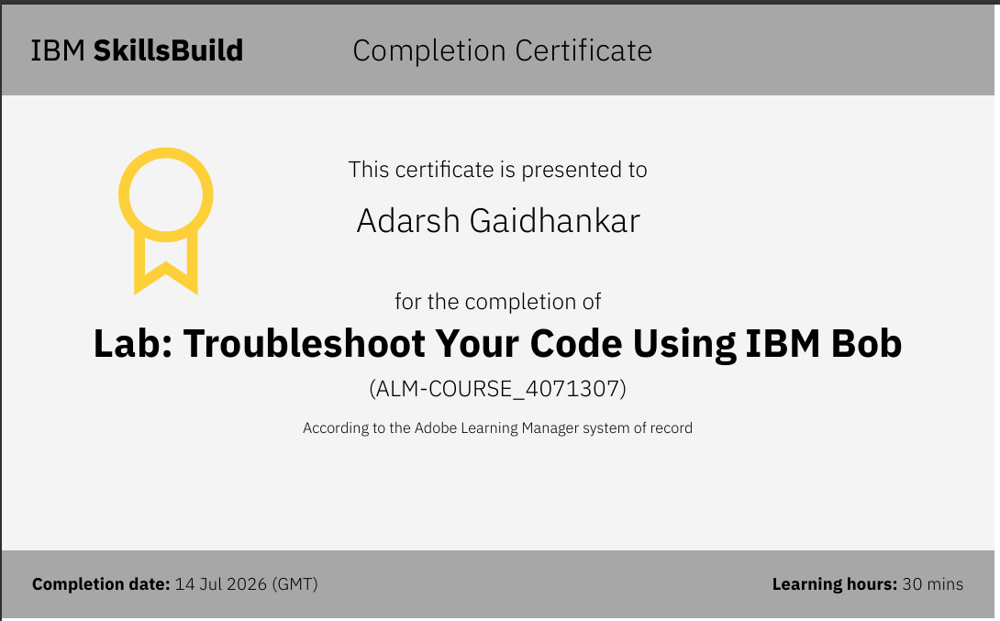 IBM SkillsBuild
Completion Certificate
This certificate is presented to
Adarsh Gaidhankar
for the completion of
Lab: Troubleshoot Your Code Using IBM Bob
(ALM-COURSE_4071307)
According to the Adobe Learning Manager system of record
Completion date: 14 Jul 2026 (GMT)
Learning hours: 30 mins